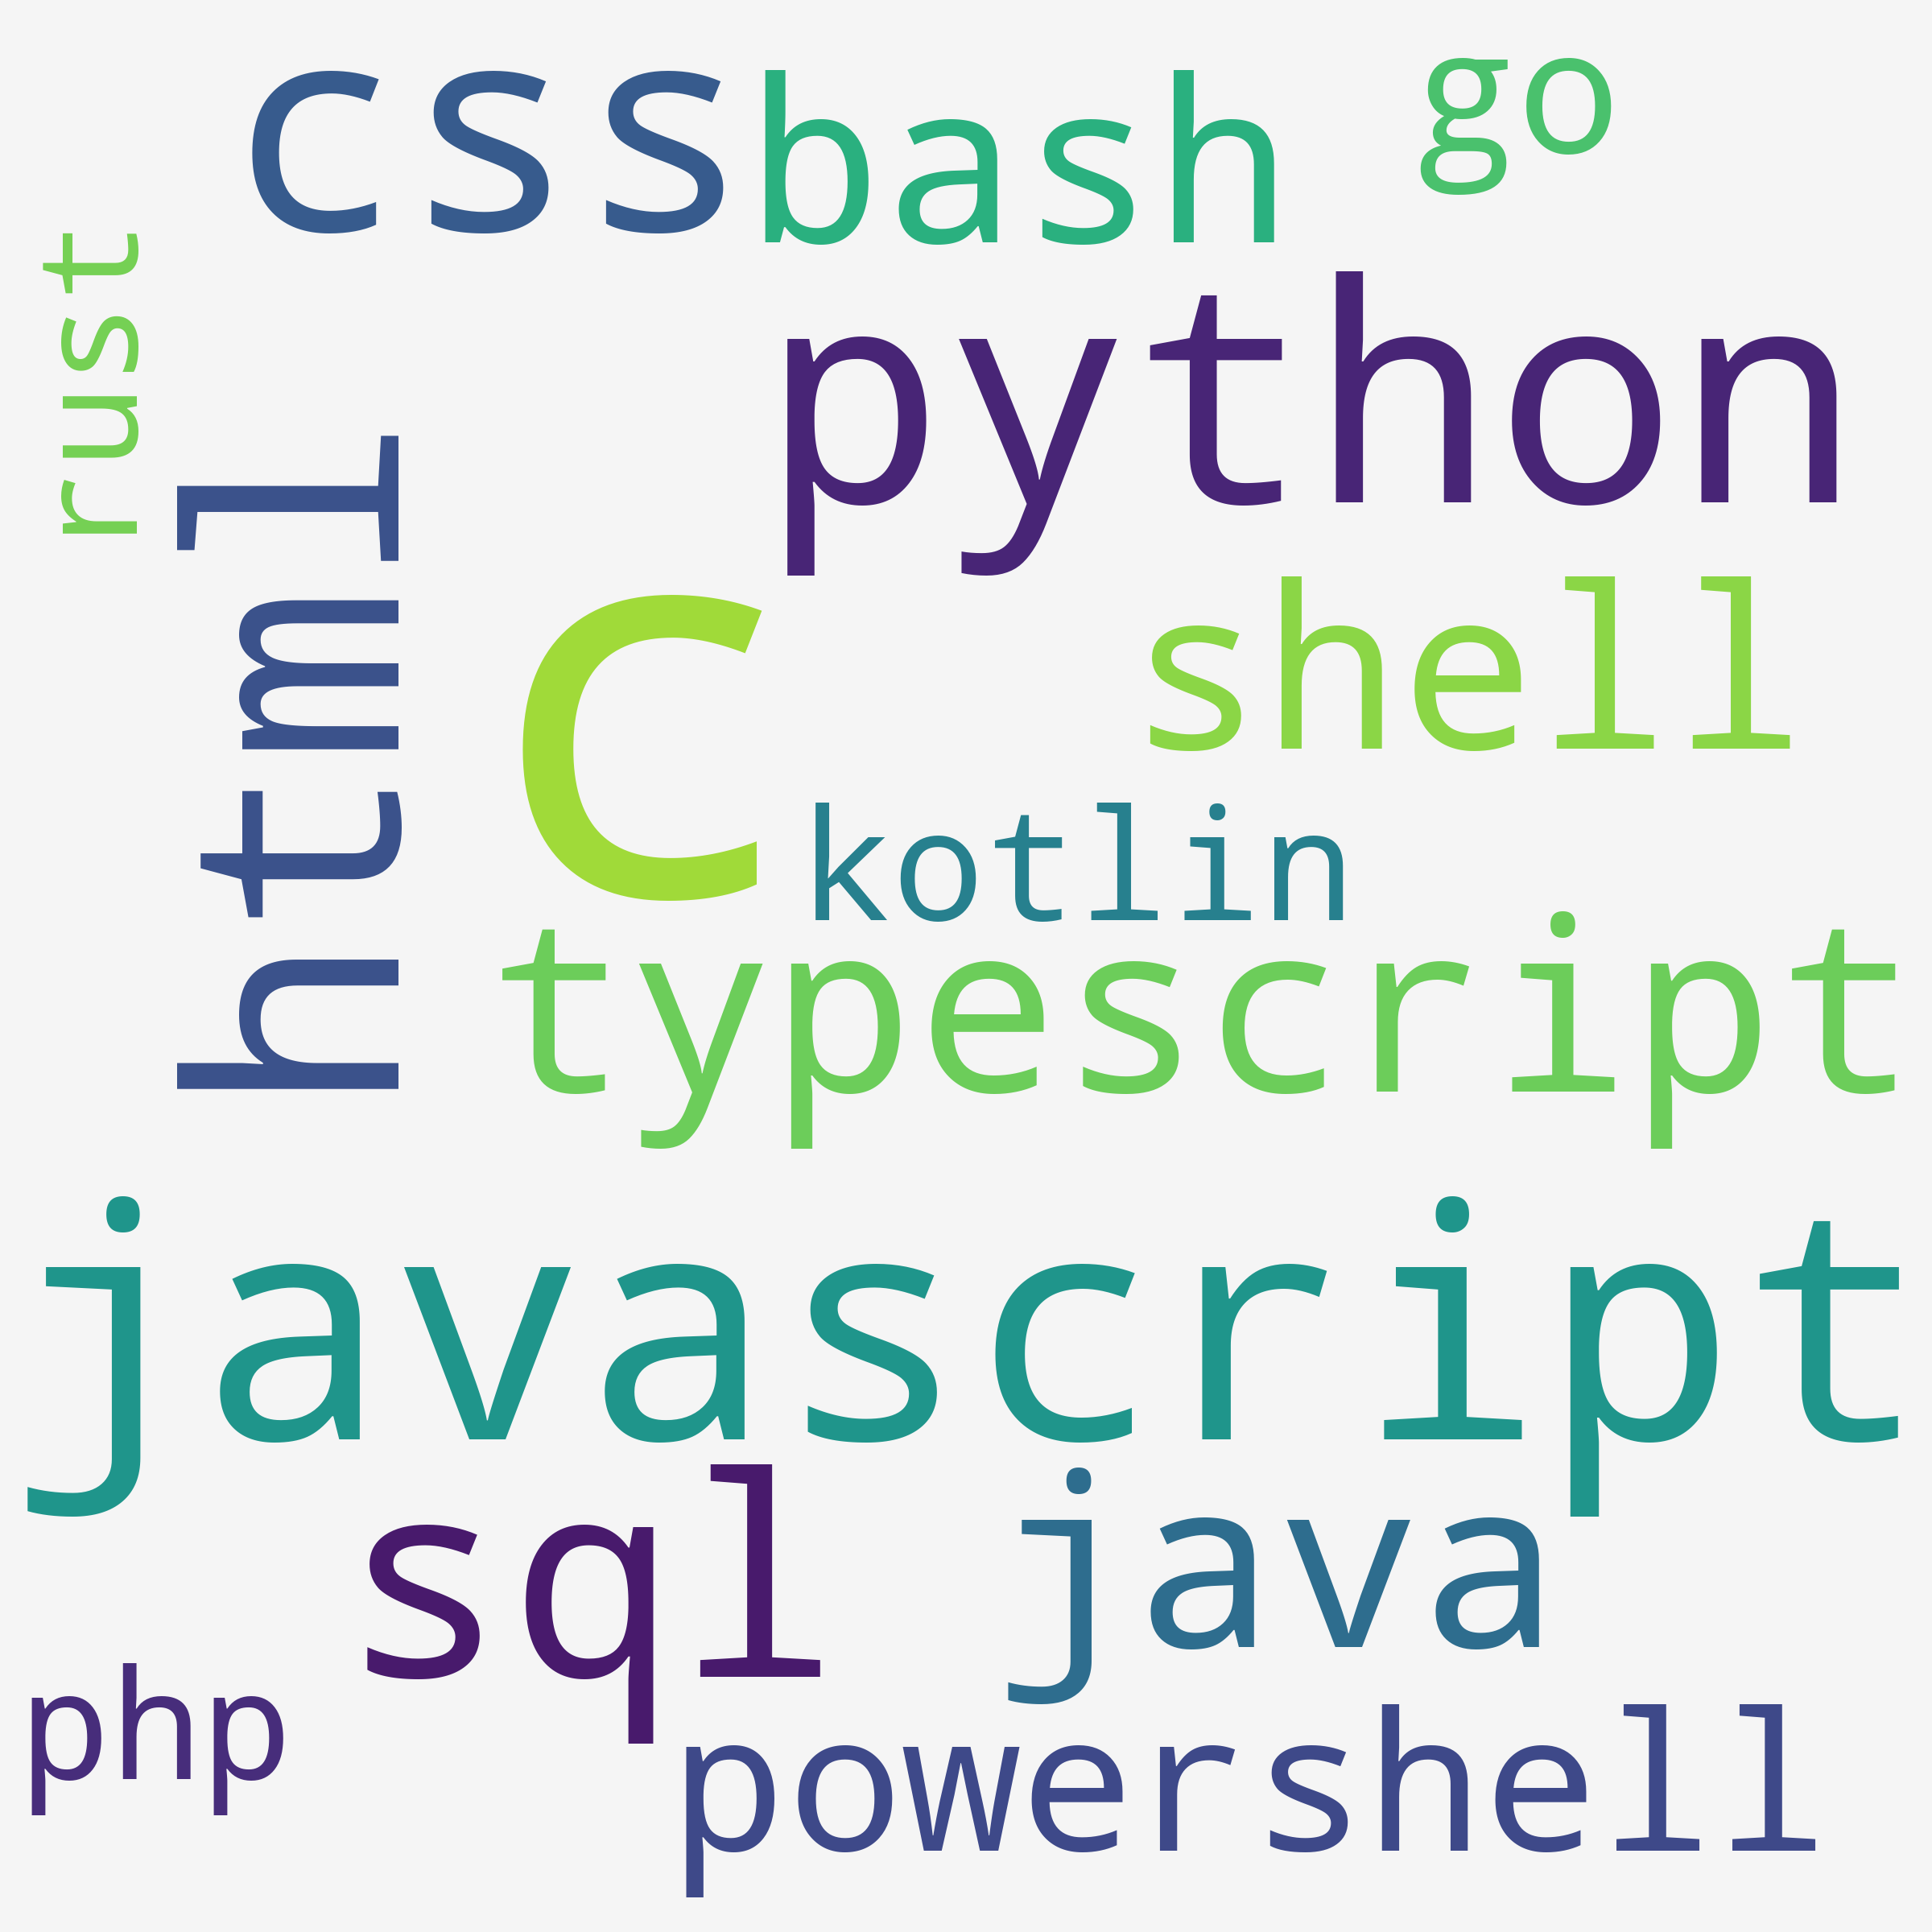 css
bash
go
rust
python
html
C
shell
kotlin
typescript
javascript
sql
java
php
powershell